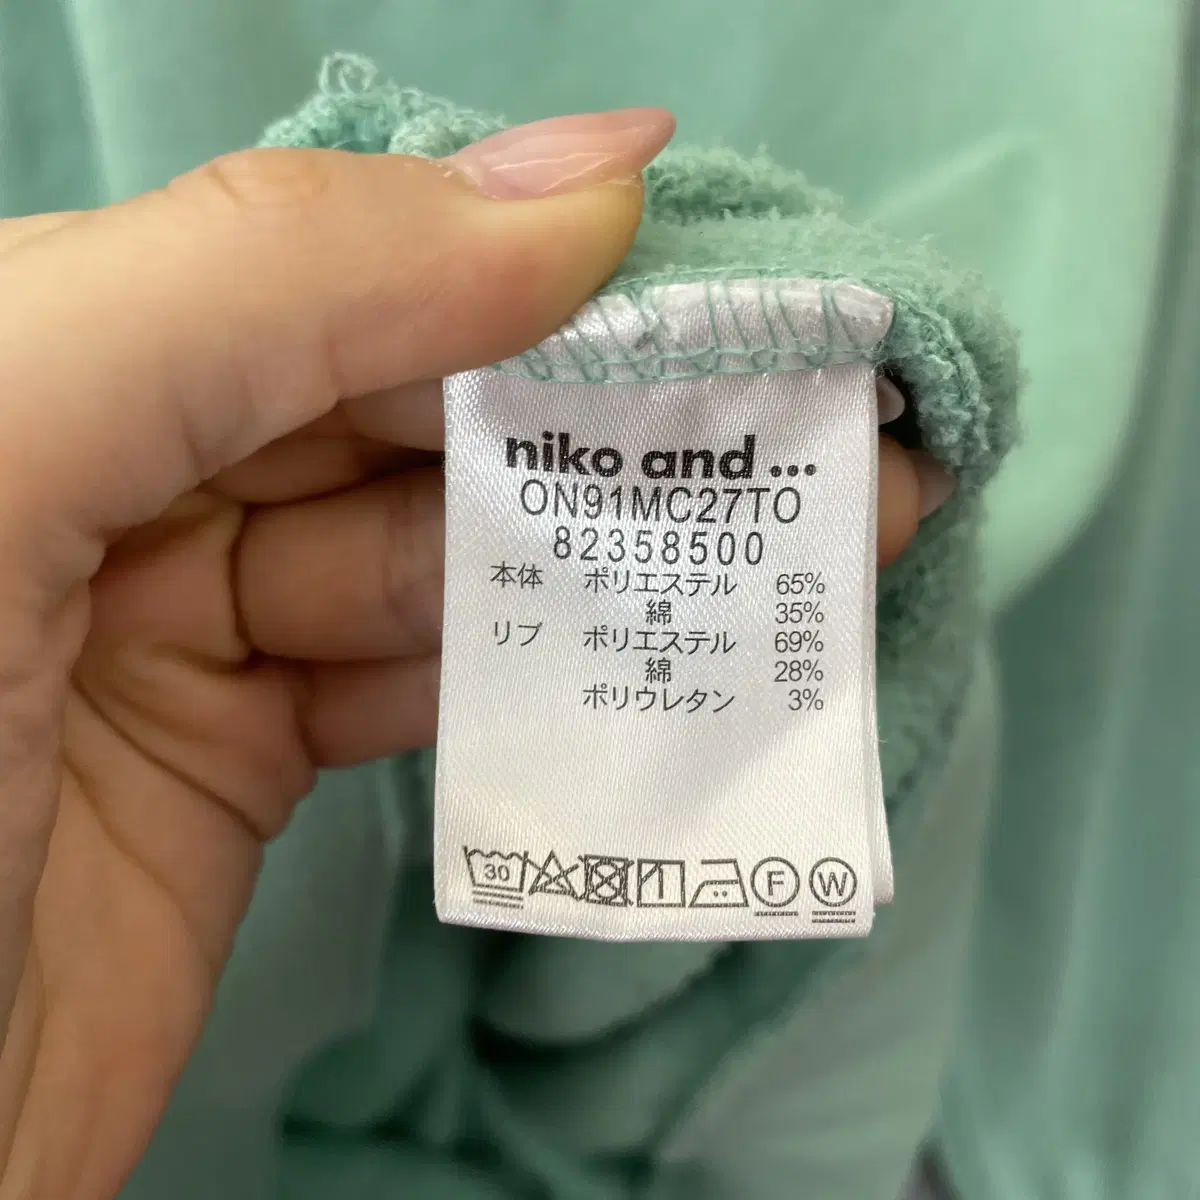 niko and ...
ON91MC27TO
82358500
本体 ポリエステル 65%
綿 35%
リブ ポリエステル 69%
綿 28%
ポリウレタン 3%
30 F W